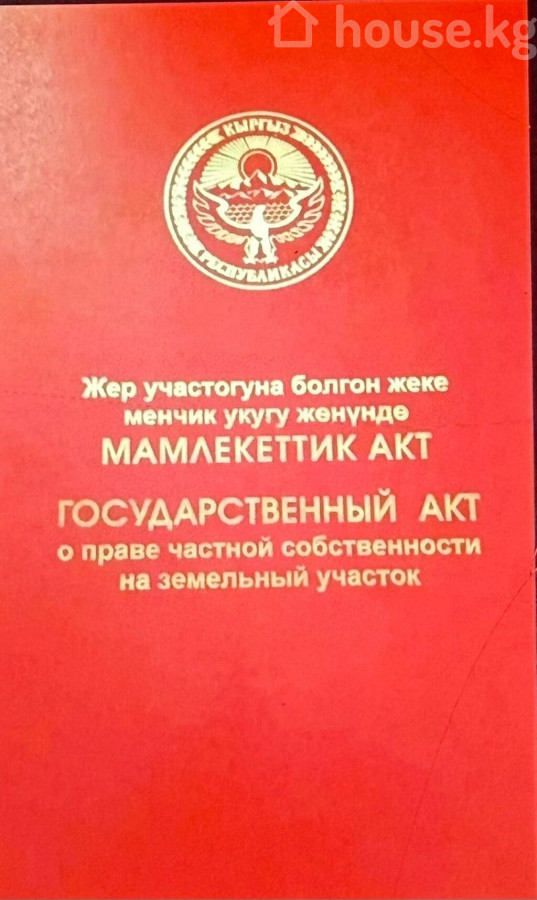 house.kg
КЫРГЫЗ
РЕСПУБЛИКАСЫ
Жер участогуна болгон жеке
менчик укугу жөнүндө
МАМЛЕКЕТТИК АКТ
ГОСУДАРСТВЕННЫЙ АКТ
о праве частной собственности
на земельный участок